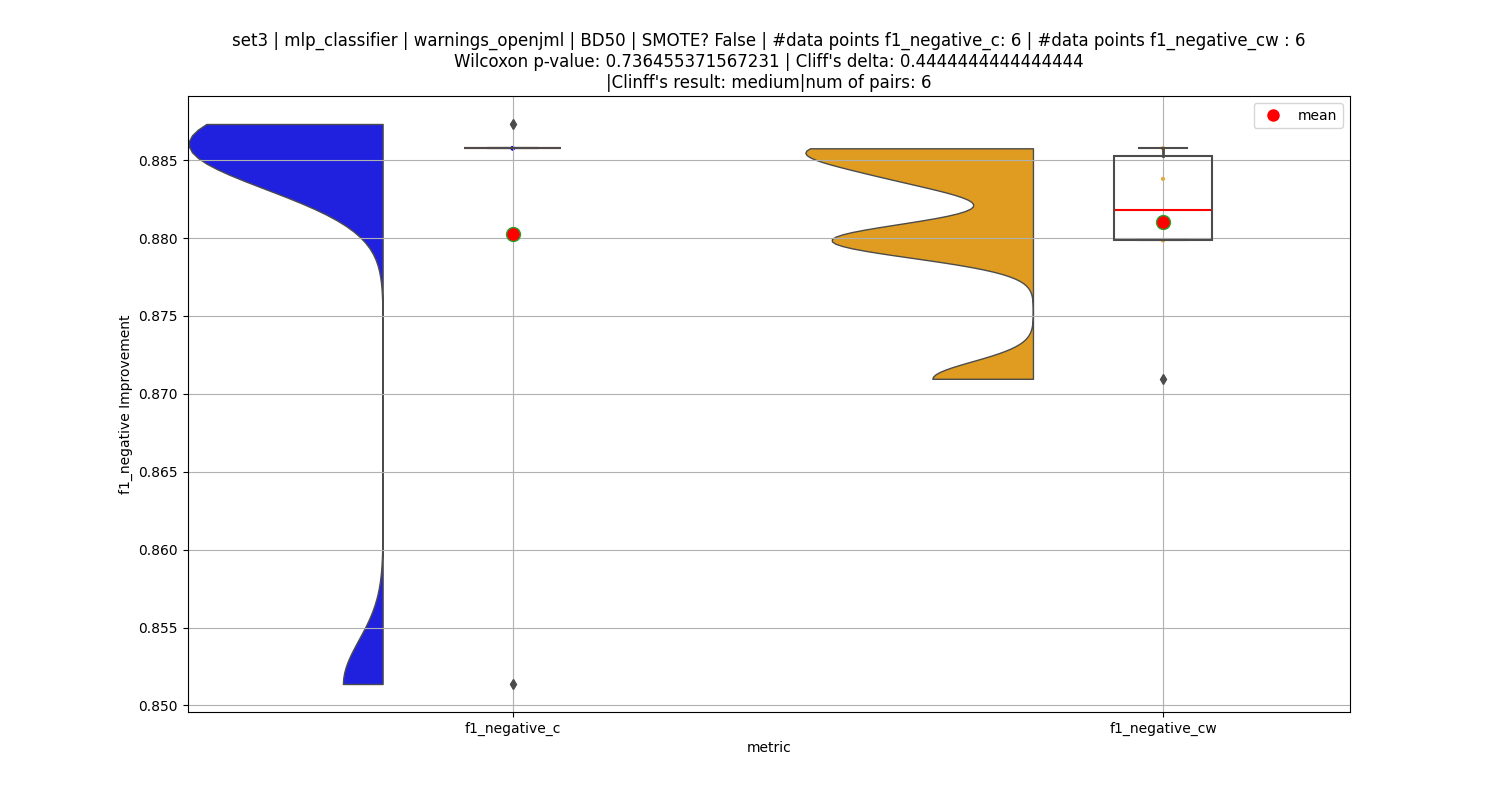 set3 | mlp_classifier | warnings_openjml | BD50 | SMOTE? False | #data points f1_negative_c: 6 | #data points f1_negative_cw : 6
Wilcoxon p-value: 0.736455371567231 | Cliff's delta: 0.4444444444444444
|Clinff's result: medium|num of pairs: 6
mean
0.885
0.880
0.875
0.870
0.865
0.860
0.855
0.850
f1_negative Improvement
f1_negative_c
f1_negative_cw
metric